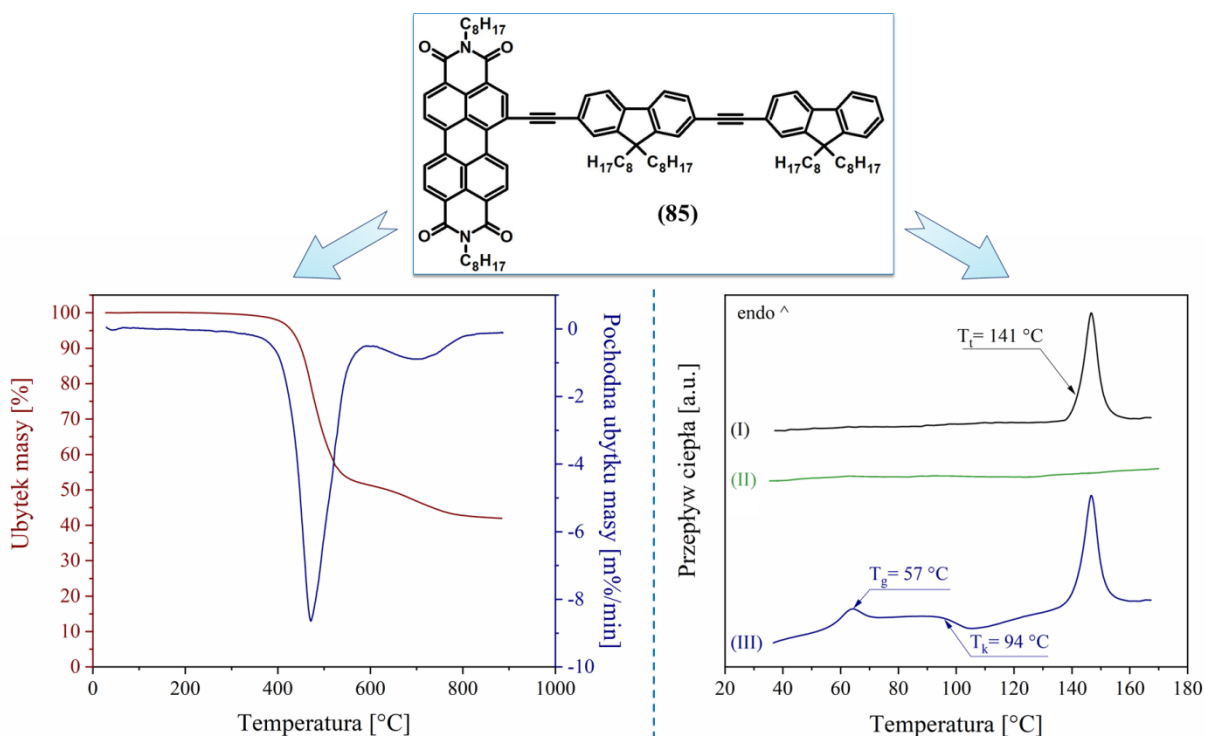 C8H17
O N O
H17C8 C8H17
H17C8 C8H17
(85)
O N O
C8H17
100
90
80
70
60
50
40
30
20
10
0
Ubytek masy [%]
0
-2
-4
-6
-8
-10
Pochodna ubytku masy [m%/min]
0 200 400 600 800 1000
Temperatura [°C]
endo ^
Tt= 141 °C
(I)
(II)
Tg= 57 °C
(III)
Tk= 94 °C
Przepływ ciepła [a.u.]
20 40 60 80 100 120 140 160 180
Temperatura [°C]